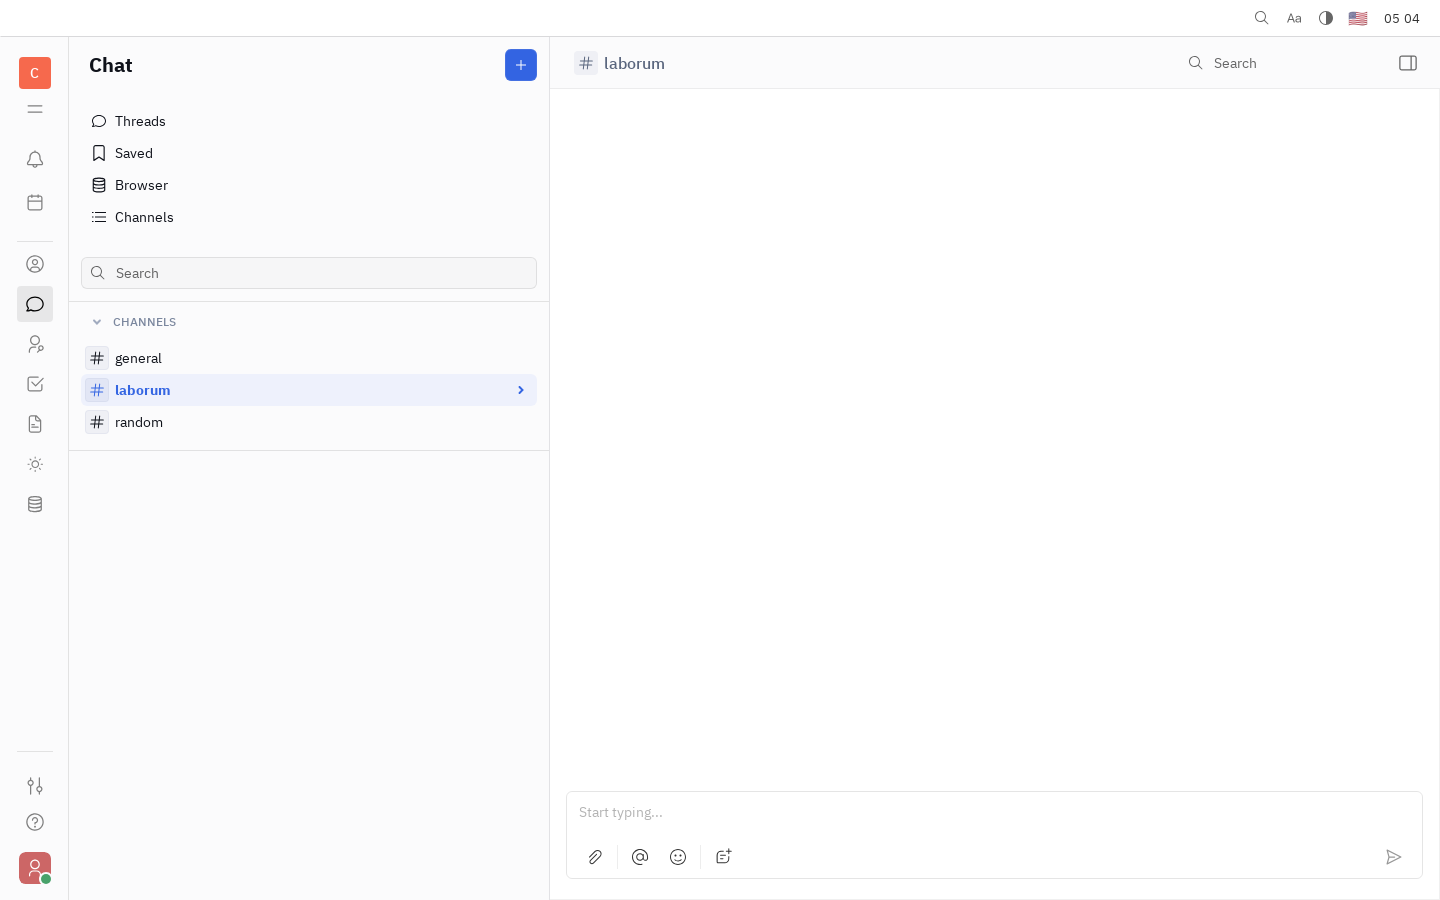 Aa
05 04
C
Chat
Threads
Saved
Browser
Channels
Search
CHANNELS
general
laborum
random
laborum
Search
Start typing...